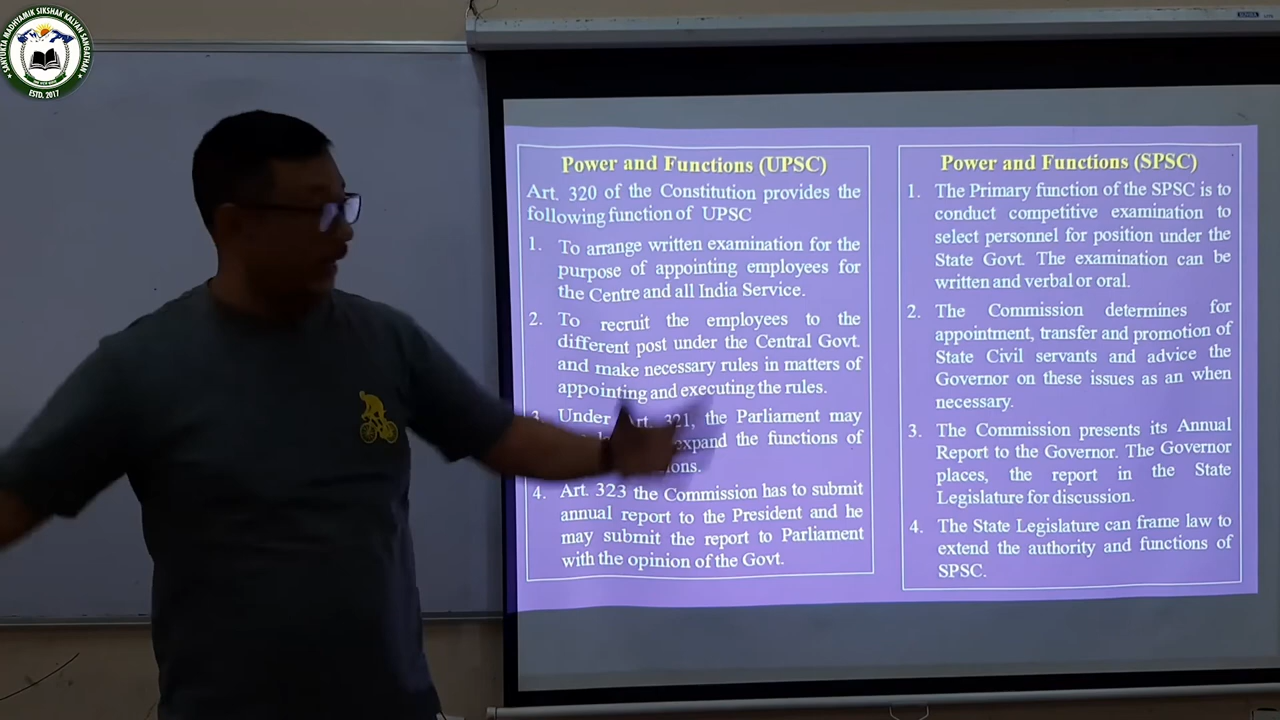 SANYUKTA MADHYAMIK SIKSHAK KALYAN SANGATHAN
ESTD. 2017
Power and Functions (UPSC)
Art. 320 of the Constitution provides the
following function of UPSC
1. To arrange written examination for the
purpose of appointing employees for
the Centre and all India Service.
2. To recruit the employees to the
different post under the Central Govt.
and make necessary rules in matters of
appointing and executing the rules.
3. Under Art. 321, the Parliament may
expand the functions of
4. Art. 323 the Commission has to submit
annual report to the President and he
may submit the report to Parliament
with the opinion of the Govt.
Power and Functions (SPSC)
1. The Primary function of the SPSC is to
conduct competitive examination to
select personnel for position under the
State Govt. The examination can be
written and verbal or oral.
2. The Commission determines for
appointment, transfer and promotion of
State Civil servants and advice the
Governor on these issues as an when
necessary.
3. The Commission presents its Annual
Report to the Governor. The Governor
places, the report in the State
Legislature for discussion.
4. The State Legislature can frame law to
extend the authority and functions of
SPSC.